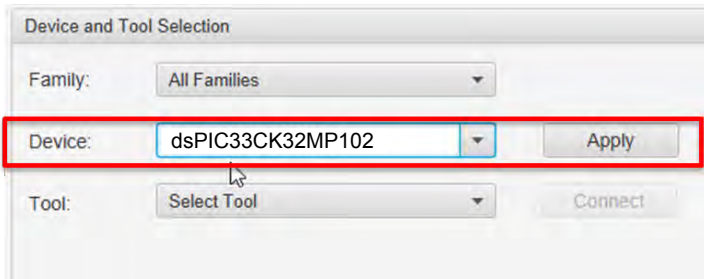 Device and Tool Selection
Family: All Families
Device: dsPIC33CK32MP102 Apply
Tool: Select Tool Connect